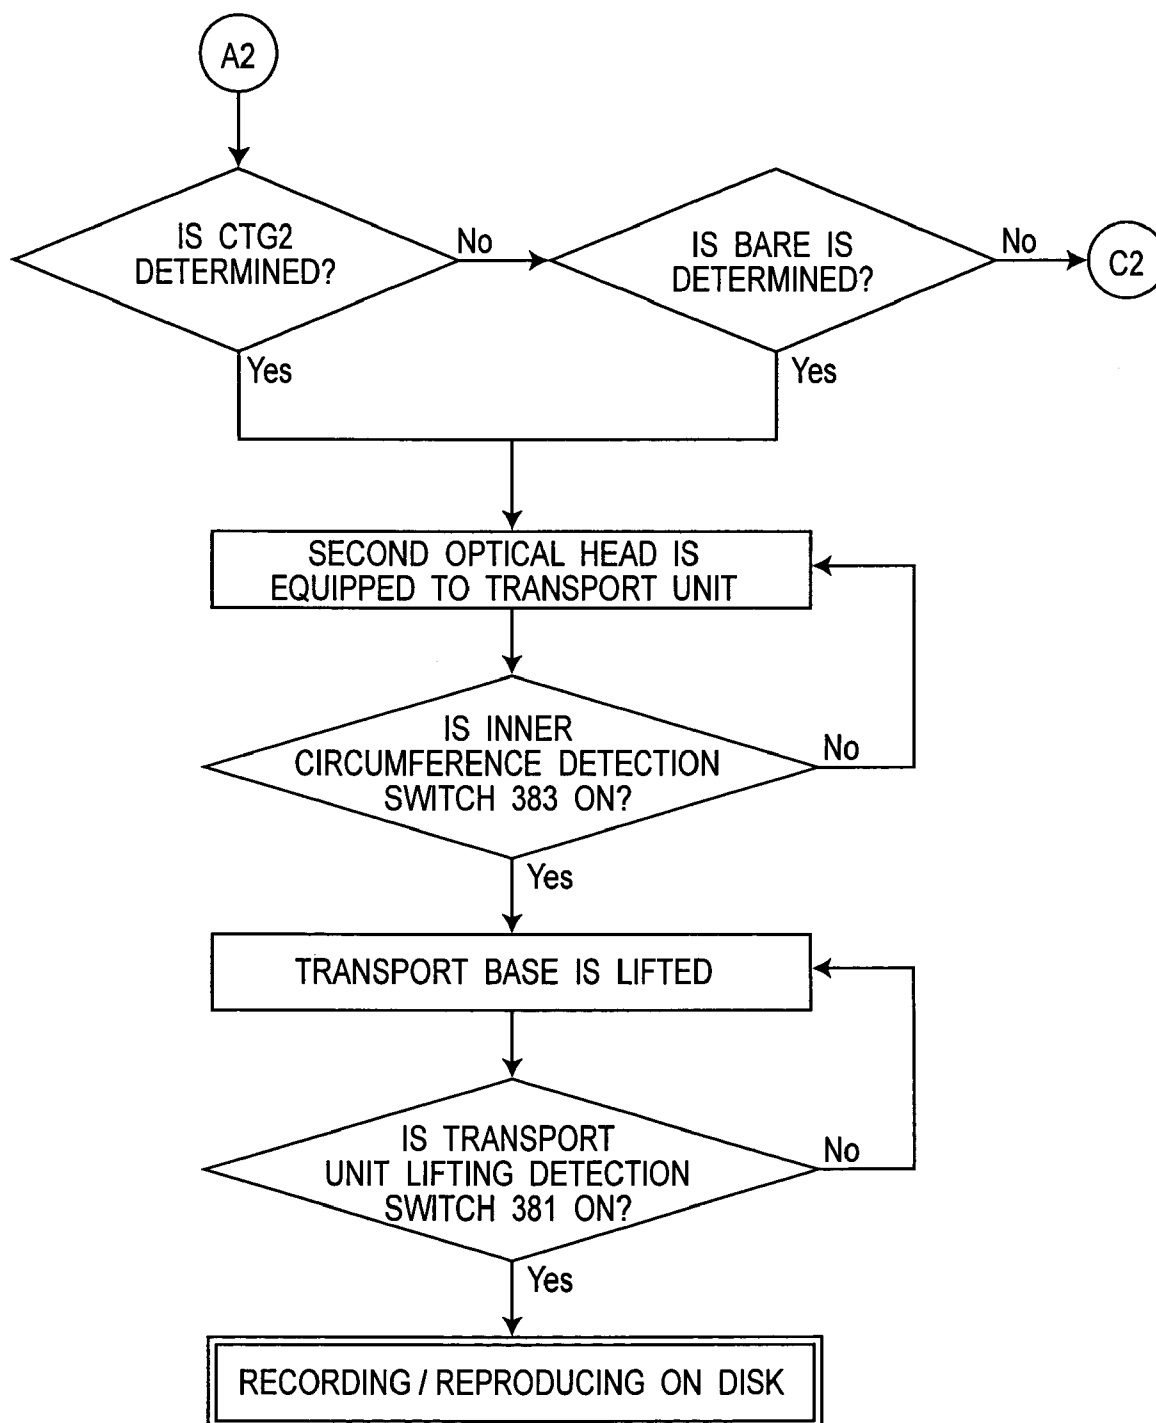 A2
IS CTG2
DETERMINED?
No
IS BARE IS
DETERMINED?
No
C2
Yes
Yes
SECOND OPTICAL HEAD IS
EQUIPPED TO TRANSPORT UNIT
IS INNER
CIRCUMFERENCE DETECTION
SWITCH 383 ON?
No
Yes
TRANSPORT BASE IS LIFTED
IS TRANSPORT
UNIT LIFTING DETECTION
SWITCH 381 ON?
No
Yes
RECORDING / REPRODUCING ON DISK